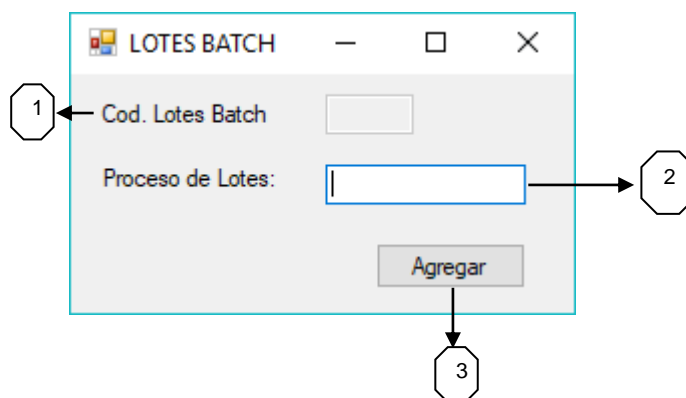 LOTES BATCH
1
Cod. Lotes Batch
Proceso de Lotes:
2
Agregar
3